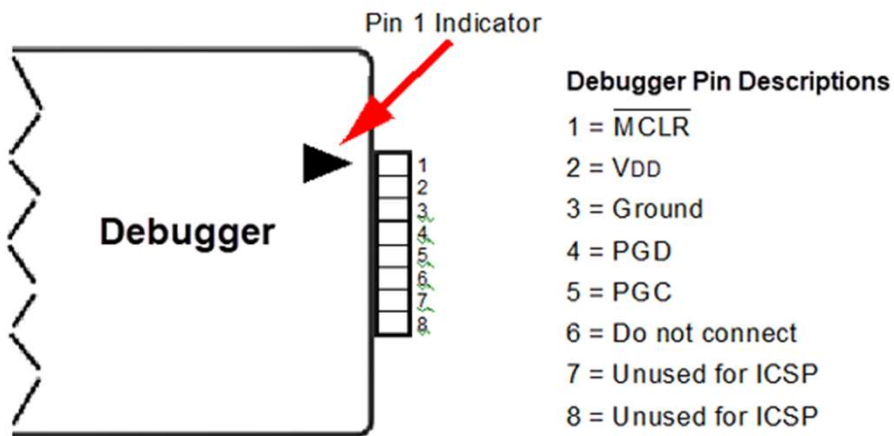 Pin 1 Indicator
Debugger
1
2
3
4
5
6
7
8
Debugger Pin Descriptions
1 = MCLR
2 = VDD
3 = Ground
4 = PGD
5 = PGC
6 = Do not connect
7 = Unused for ICSP
8 = Unused for ICSP